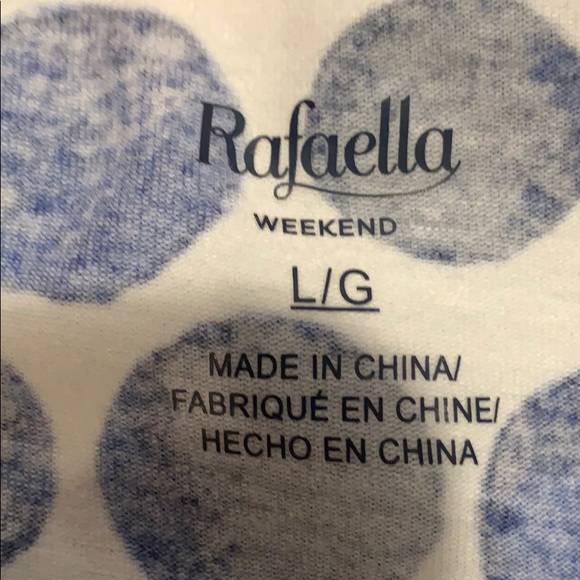 Rafaella
WEEKEND
L/G
MADE IN CHINA/
FABRIQUÉ EN CHINE/
HECHO EN CHINA